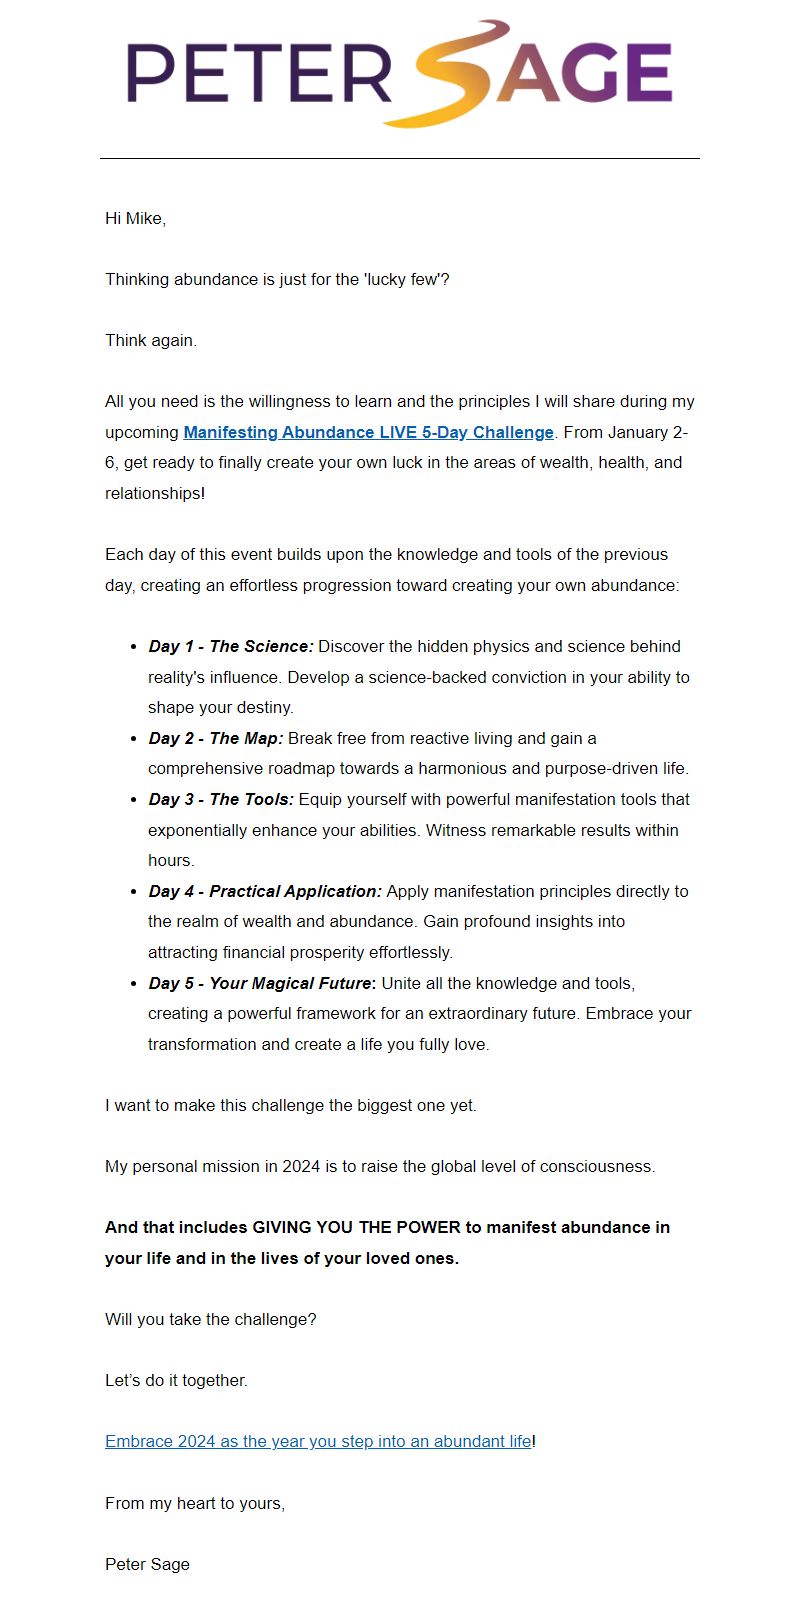 PETER SAGE
Hi Mike,
Thinking abundance is just for the 'lucky few'?
Think again.
All you need is the willingness to learn and the principles I will share during my
upcoming Manifesting Abundance LIVE 5-Day Challenge. From January 2-
6, get ready to finally create your own luck in the areas of wealth, health, and
relationships!
Each day of this event builds upon the knowledge and tools of the previous
day, creating an effortless progression toward creating your own abundance:
• Day 1 - The Science: Discover the hidden physics and science behind
reality's influence. Develop a science-backed conviction in your ability to
shape your destiny.
• Day 2 - The Map: Break free from reactive living and gain a
comprehensive roadmap towards a harmonious and purpose-driven life.
• Day 3 - The Tools: Equip yourself with powerful manifestation tools that
exponentially enhance your abilities. Witness remarkable results within
hours.
• Day 4 - Practical Application: Apply manifestation principles directly to
the realm of wealth and abundance. Gain profound insights into
attracting financial prosperity effortlessly.
• Day 5 - Your Magical Future: Unite all the knowledge and tools,
creating a powerful framework for an extraordinary future. Embrace your
transformation and create a life you fully love.
I want to make this challenge the biggest one yet.
My personal mission in 2024 is to raise the global level of consciousness.
And that includes GIVING YOU THE POWER to manifest abundance in
your life and in the lives of your loved ones.
Will you take the challenge?
Let’s do it together.
Embrace 2024 as the year you step into an abundant life!
From my heart to yours,
Peter Sage